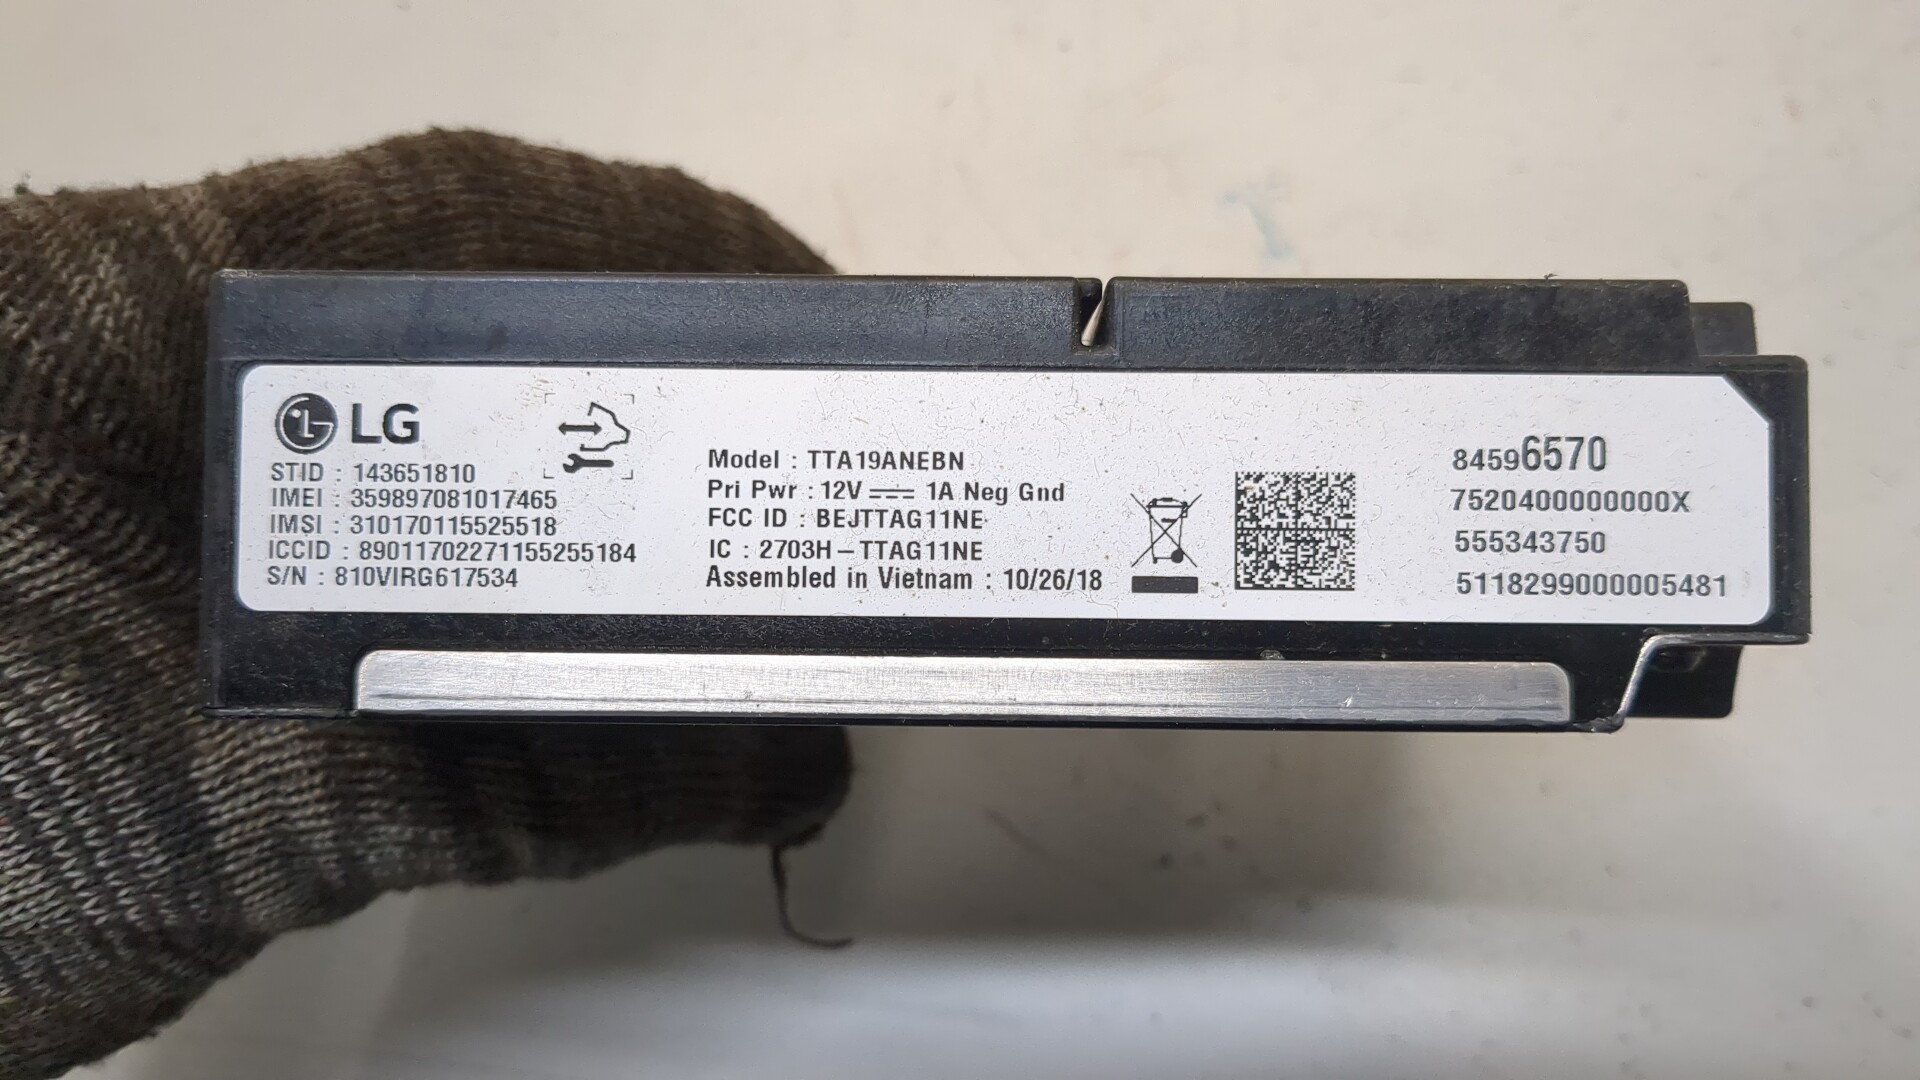 LG
STID : 143651810
IMEI : 359897081017465
IMSI : 310170115525518
ICCID : 89011702271155255184
S/N : 810VIRG617534
Model : TTA19ANEBN
Pri Pwr : 12V ⎓ 1A Neg Gnd
FCC ID : BEJTTAG11NE
IC : 2703H-TTAG11NE
Assembled in Vietnam : 10/26/18
84596570
7520400000000X
555343750
5118299000005481